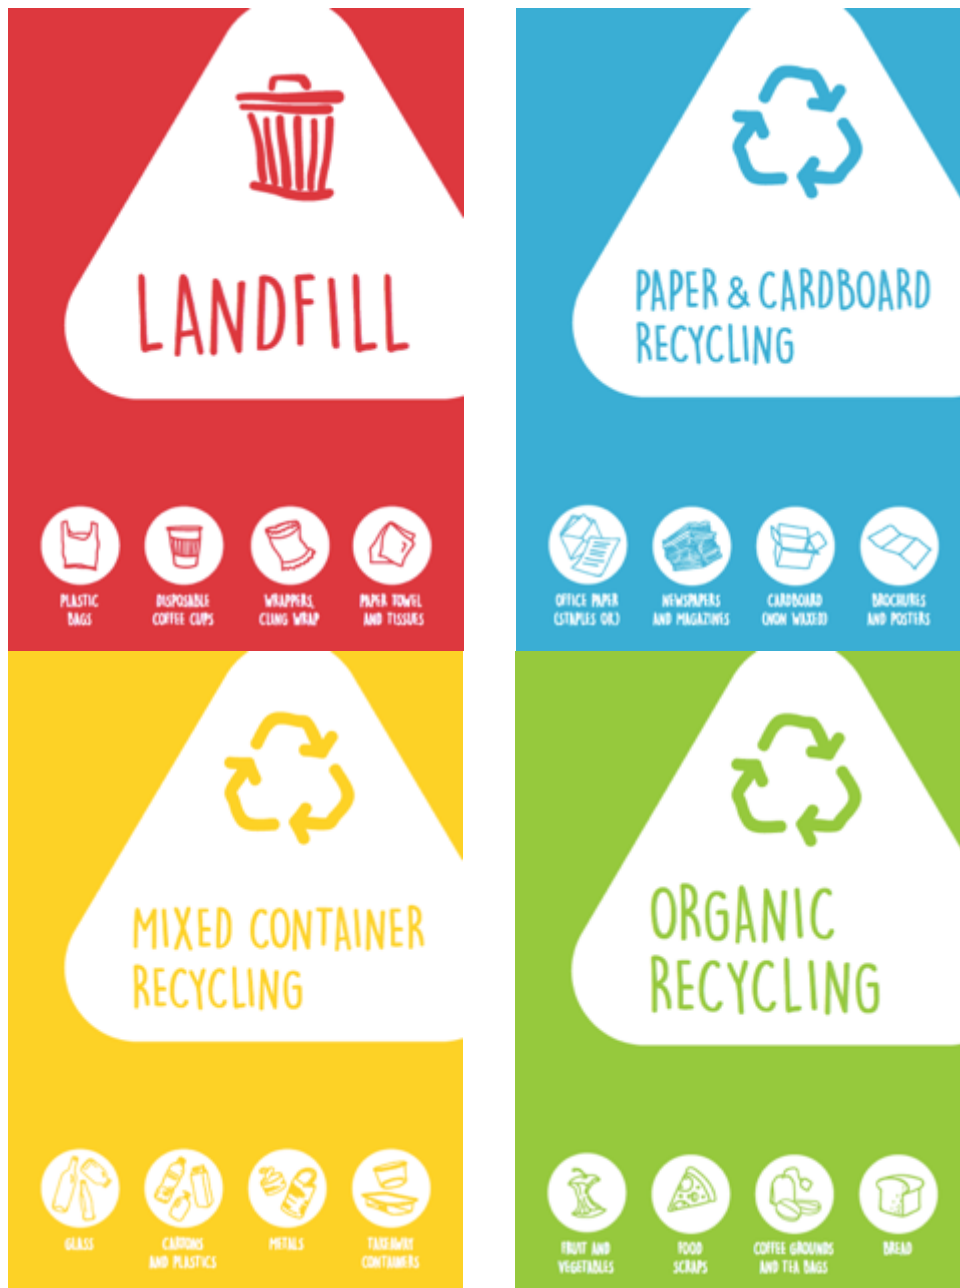 LANDFILL
PLASTIC
BAGS
DISPOSABLE
COFFEE CUPS
WRAPPERS,
CLING WRAP
PAPER TOWEL
AND TISSUES
PAPER & CARDBOARD
RECYCLING
OFFICE PAPER
(STAPLES OK)
NEWSPAPERS
AND MAGAZINES
CARDBOARD
(NON WAXED)
BROCHURES
AND POSTERS
MIXED CONTAINER
RECYCLING
GLASS
CARTONS
AND PLASTICS
METALS
TAKEAWAY
CONTAINERS
ORGANIC
RECYCLING
FRUIT AND
VEGETABLES
FOOD
SCRAPS
COFFEE GROUNDS
AND TEA BAGS
BREAD